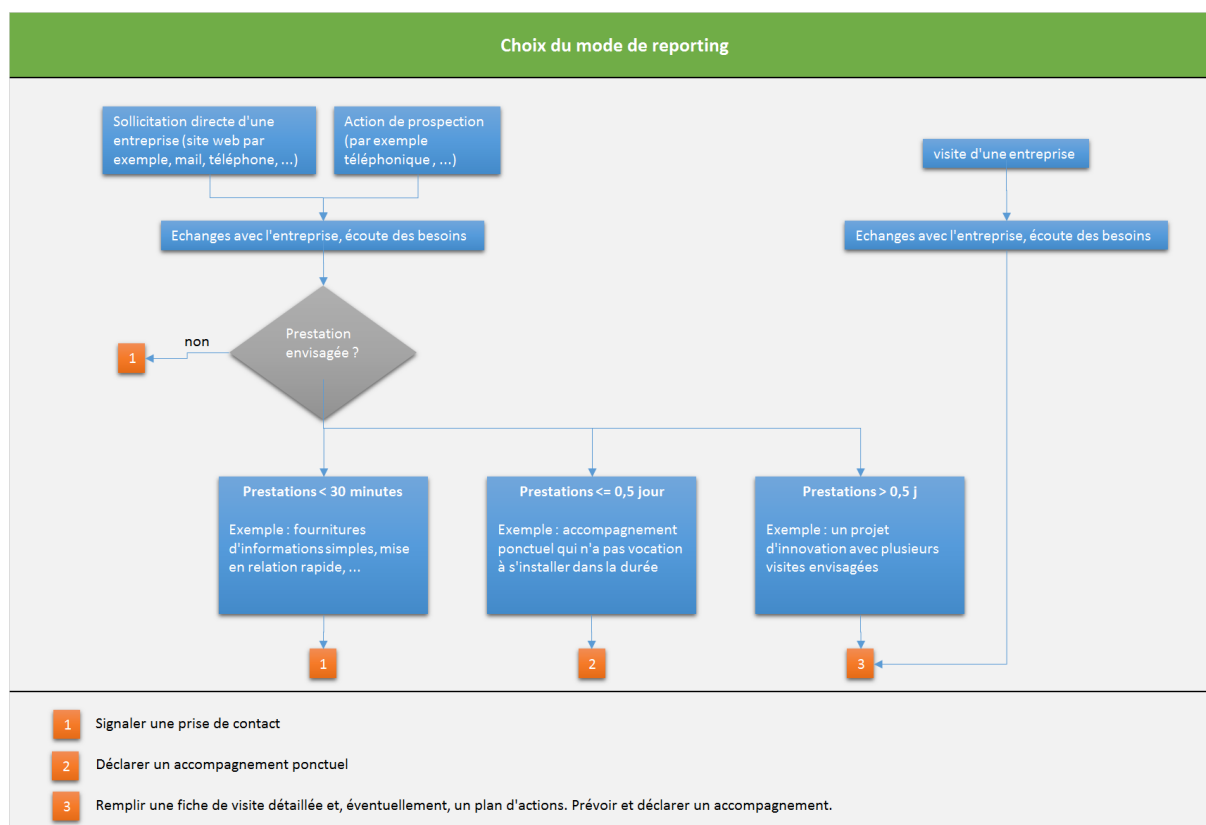 Choix du mode de reporting
Sollicitation directe d'une
entreprise (site web par
exemple, mail, téléphone, ...)
Action de prospection
(par exemple
téléphonique , ...)
visite d'une entreprise
Echanges avec l'entreprise, écoute des besoins
Echanges avec l'entreprise, écoute des besoins
Prestation
envisagée ?
non
1
Prestations < 30 minutes
Exemple : fournitures
d'informations simples, mise
en relation rapide, ...
Prestations <= 0,5 jour
Exemple : accompagnement
ponctuel qui n'a pas vocation
à s'installer dans la durée
Prestations > 0,5 j
Exemple : un projet
d'innovation avec plusieurs
visites envisagées
1
2
3
1 Signaler une prise de contact
2 Déclarer un accompagnement ponctuel
3 Remplir une fiche de visite détaillée et, éventuellement, un plan d'actions. Prévoir et déclarer un accompagnement.